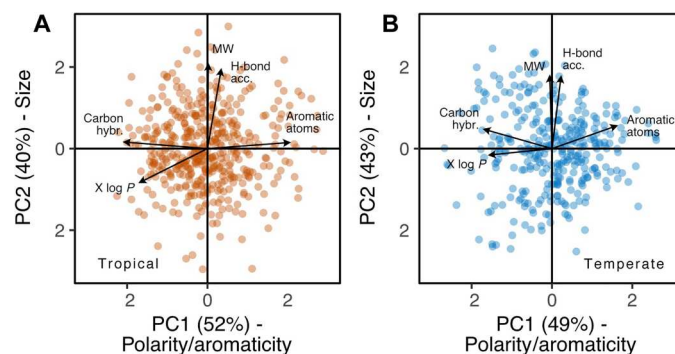 A
PC2 (40%) - Size
2
0
2
MW
H-bond
acc.
Carbon
hybr.
Aromatic
atoms
X log P
Tropical
2
0
2
PC1 (52%) -
Polarity/aromaticity
B
PC2 (43%) - Size
2
0
2
MW
H-bond
acc.
Carbon
hybr.
Aromatic
atoms
X log P
Temperate
2
0
2
PC1 (49%) -
Polarity/aromaticity